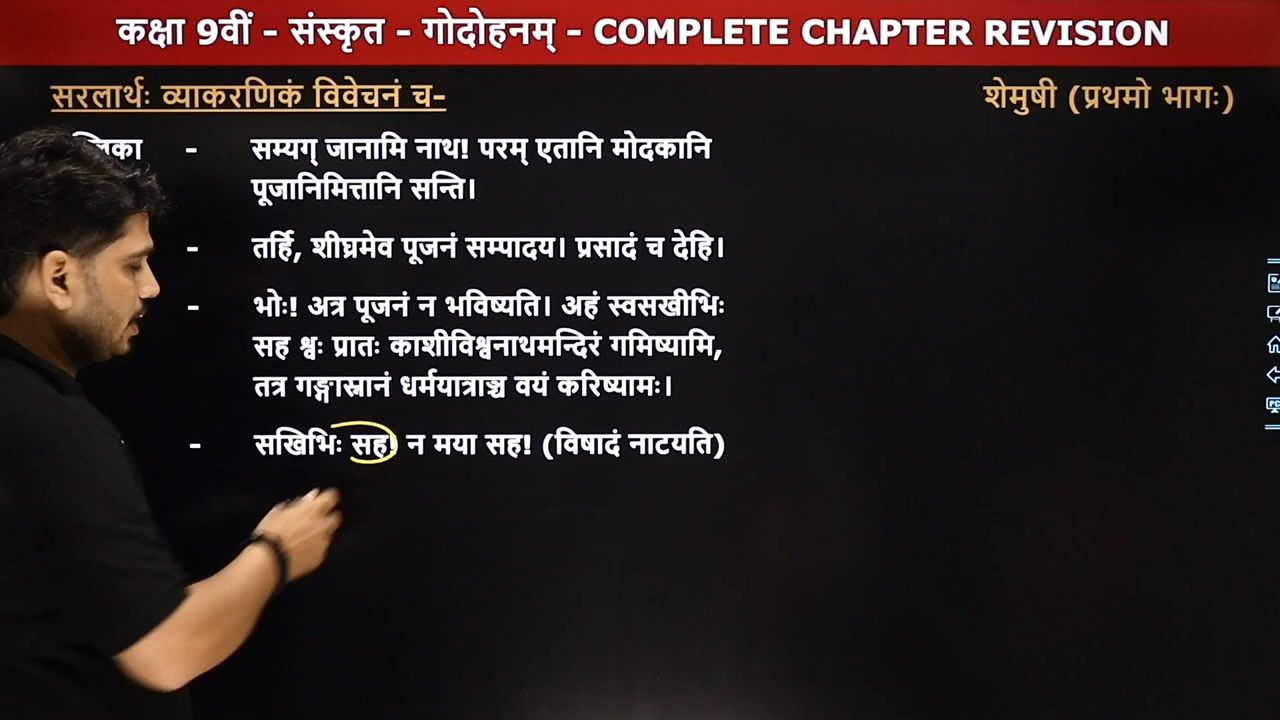 कक्षा 9वीं - संस्कृत - गोदोहनम् - COMPLETE CHAPTER REVISION
सरलार्थः व्याकरणिकं विवेचनं च-
शेमुषी (प्रथमो भागः)
- सम्यग् जानामि नाथ! परम् एतानि मोदकानि
पूजानिमित्तानि सन्ति।
- तर्हि, शीघ्रमेव पूजनं सम्पादय। प्रसादं च देहि।
- भोः! अत्र पूजनं न भविष्यति। अहं स्वसखीभिः
सह श्वः प्रातः काशीविश्वनाथमन्दिरं गमिष्यामि,
तत्र गङ्गास्नानं धर्मयात्राञ्च वयं करिष्यामः।
- सखिभिः सह! न मया सह! (विषादं नाटयति)